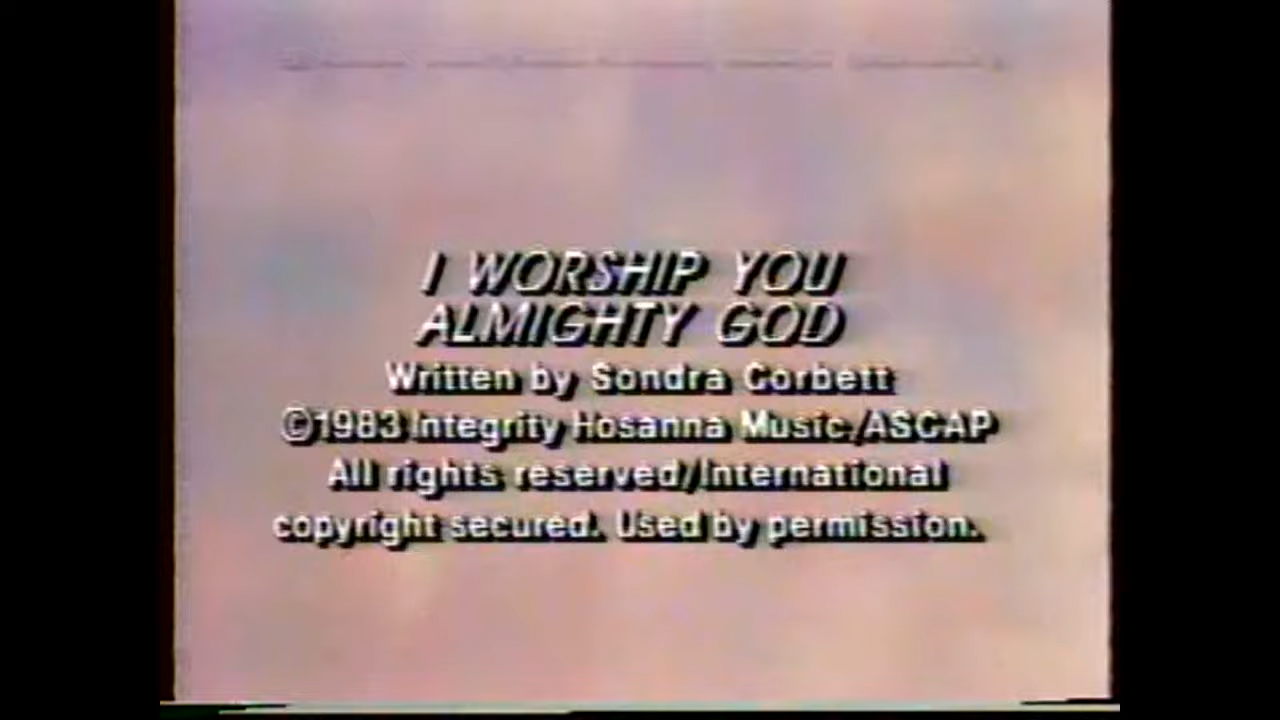 I WORSHIP YOU
ALMIGHTY GOD
Written by Sondra Corbett
©1983 Integrity Hosanna Music/ASCAP
All rights reserved/International
copyright secured. Used by permission.